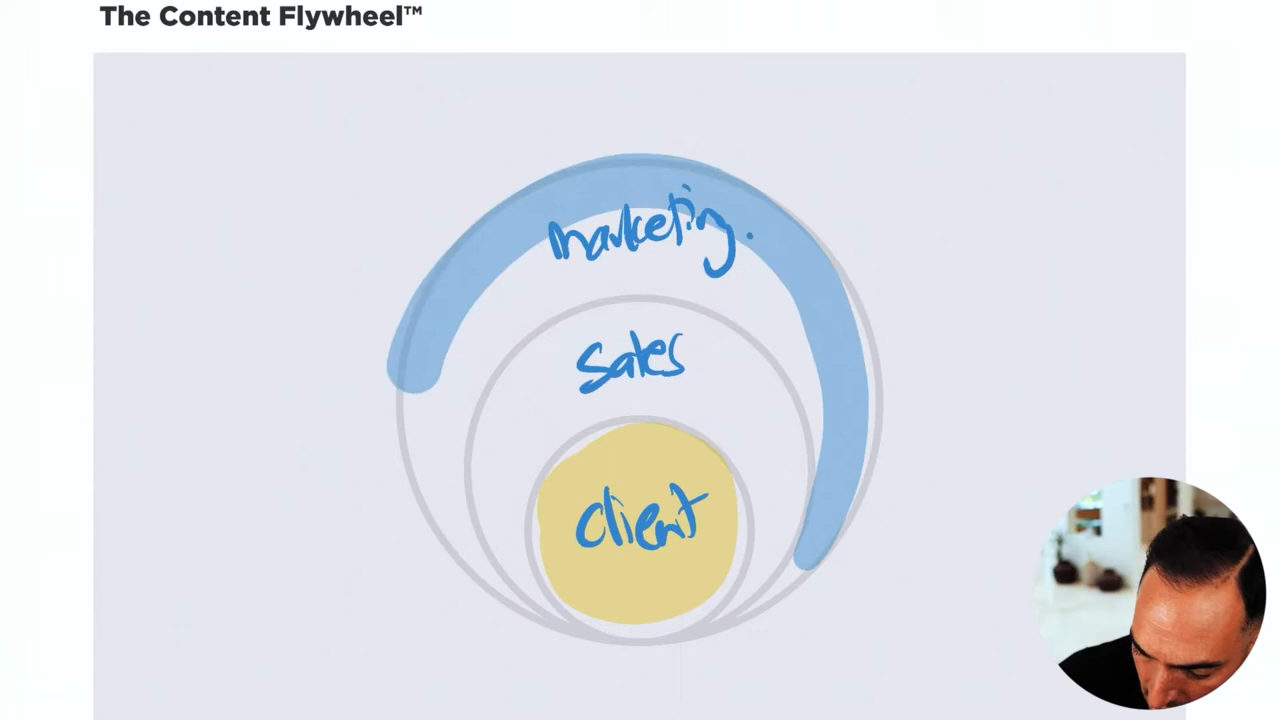 The Content Flywheel™
marketing.
sales
client